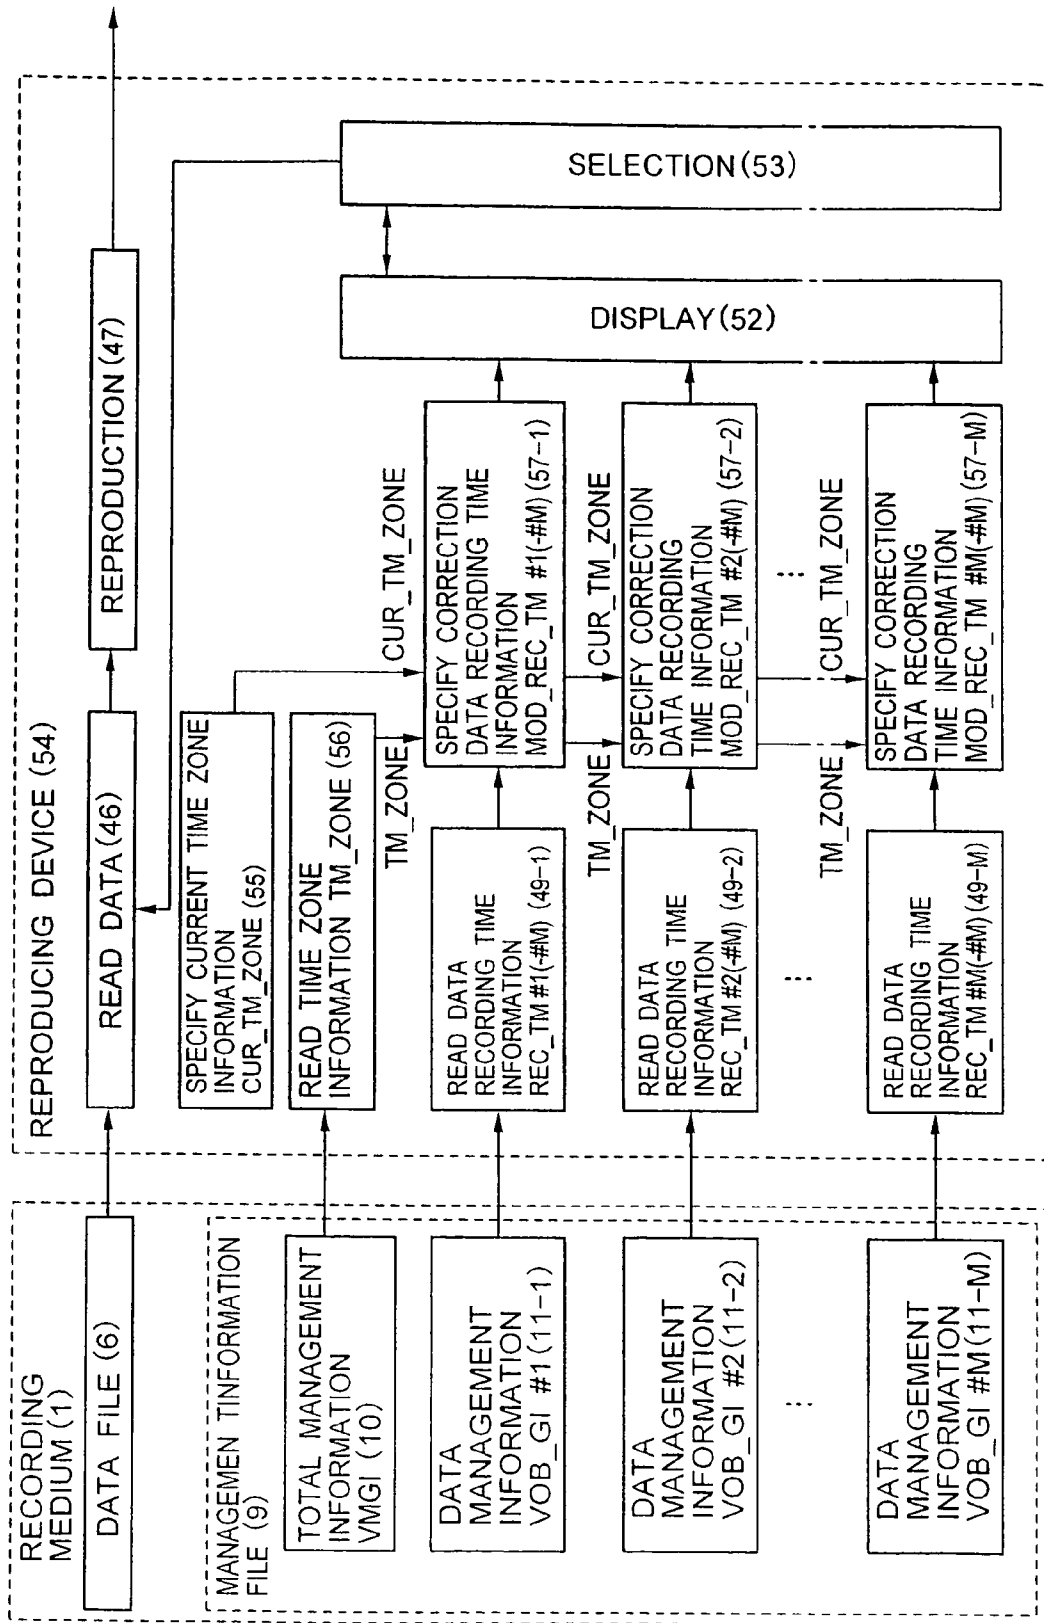 RECORDING
MEDIUM (1)
DATA FILE (6)
MANAGEMEN TINFORMATION
FILE (9)
TOTAL MANAGEMENT
INFORMATION
VMGI (10)
DATA
MANAGEMENT
INFORMATION
VOB_GI #1 (11-1)
DATA
MANAGEMENT
INFORMATION
VOB_GI #2 (11-2)
...
DATA
MANAGEMENT
INFORMATION
VOB_GI #M (11-M)
REPRODUCING DEVICE (54)
READ DATA (46)
REPRODUCTION (47)
SPECIFY CURRENT TIME ZONE
INFORMATION
CUR_TM_ZONE (55)
READ TIME ZONE
INFORMATION TM_ZONE (56)
TM_ZONE
CUR_TM_ZONE
READ DATA
RECORDING TIME
INFORMATION
REC_TM #1(-#M) (49-1)
SPECIFY CORRECTION
DATA RECORDING TIME
INFORMATION
MOD_REC_TM #1(-#M) (57-1)
TM_ZONE
CUR_TM_ZONE
READ DATA
RECORDING TIME
INFORMATION
REC_TM #2(-#M) (49-2)
SPECIFY CORRECTION
DATA RECORDING
TIME INFORMATION
MOD_REC_TM #2(-#M) (57-2)
...
...
TM_ZONE
CUR_TM_ZONE
READ DATA
RECORDING TIME
INFORMATION
REC_TM #M(-#M) (49-M)
SPECIFY CORRECTION
DATA RECORDING
TIME INFORMATION
MOD_REC_TM #M(-#M) (57-M)
DISPLAY (52)
SELECTION (53)